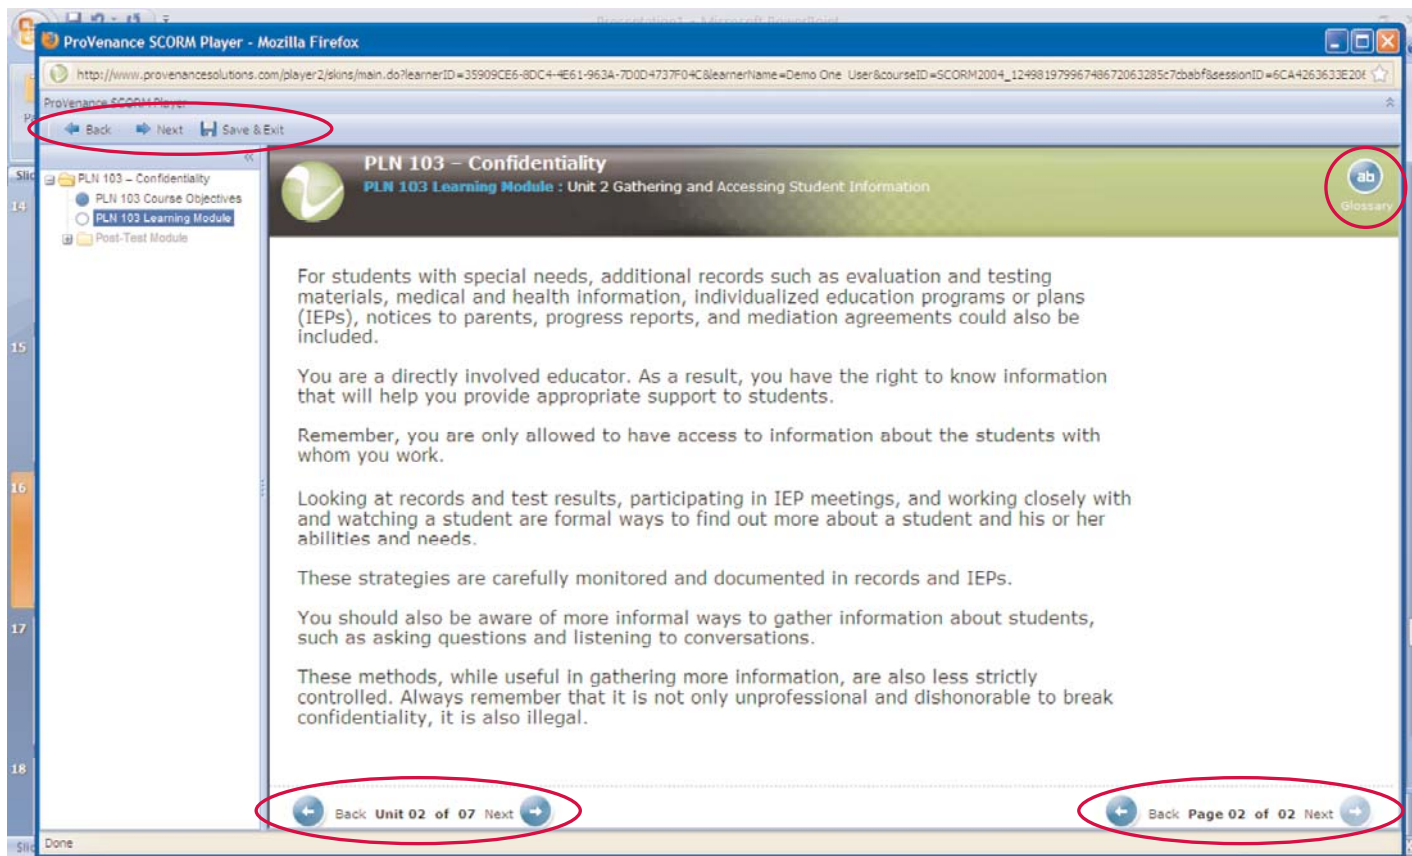 Presentation1 - Microsoft PowerPoint
ProVenance SCORM Player - Mozilla Firefox
ProVenance SCORM Player
Back Next Save & Exit
PLN 103 – Confidentiality
PLN 103 Course Objectives
PLN 103 Learning Module
Post-Test Module
PLN 103 – Confidentiality
PLN 103 Learning Module : Unit 2 Gathering and Accessing Student Information
ab
Glossary
For students with special needs, additional records such as evaluation and testing
materials, medical and health information, individualized education programs or plans
(IEPs), notices to parents, progress reports, and mediation agreements could also be
included.
You are a directly involved educator. As a result, you have the right to know information
that will help you provide appropriate support to students.
Remember, you are only allowed to have access to information about the students with
whom you work.
Looking at records and test results, participating in IEP meetings, and working closely with
and watching a student are formal ways to find out more about a student and his or her
abilities and needs.
These strategies are carefully monitored and documented in records and IEPs.
You should also be aware of more informal ways to gather information about students,
such as asking questions and listening to conversations.
These methods, while useful in gathering more information, are also less strictly
controlled. Always remember that it is not only unprofessional and dishonorable to break
confidentiality, it is also illegal.
Back Unit 02 of 07 Next
Back Page 02 of 02 Next
Done
14
15
16
17
18